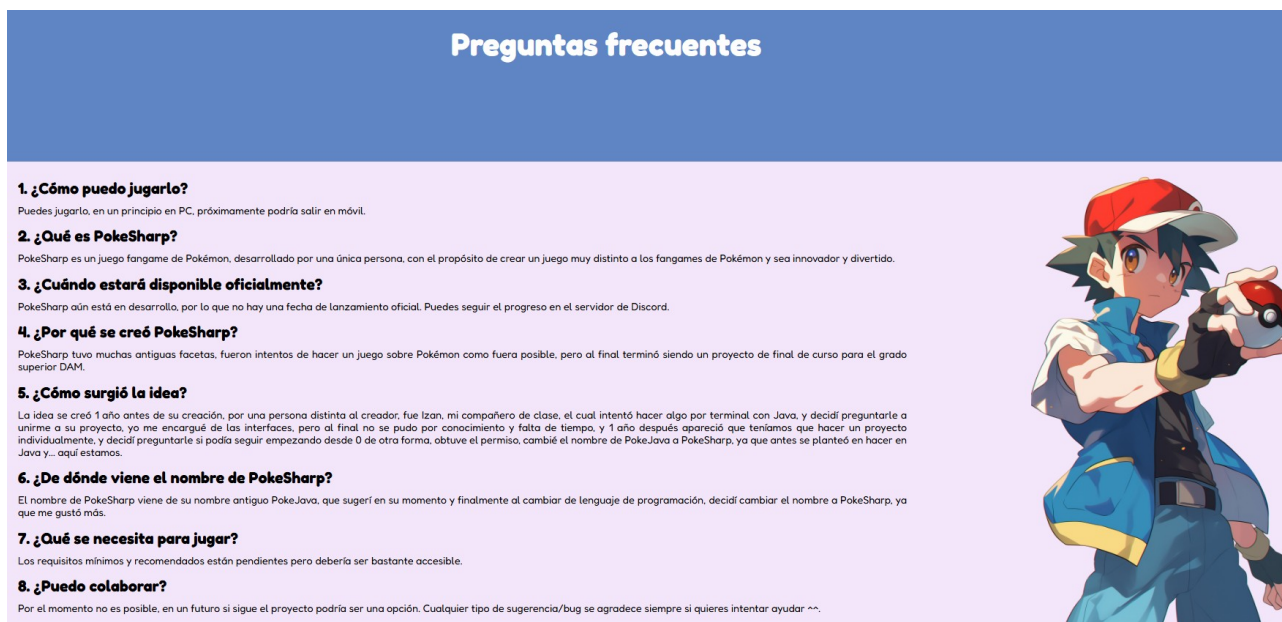 Preguntas frecuentes
1. ¿Cómo puedo jugarlo?
Puedes jugarlo, en un principio en PC, próximamente podría salir en móvil.
2. ¿Qué es PokeSharp?
PokeSharp es un juego fangame de Pokémon, desarrollado por una única persona, con el propósito de crear un juego muy distinto a los fangames de Pokémon y sea innovador y divertido.
3. ¿Cuándo estará disponible oficialmente?
PokeSharp aún está en desarrollo, por lo que no hay una fecha de lanzamiento oficial. Puedes seguir el progreso en el servidor de Discord.
4. ¿Por qué se creó PokeSharp?
PokeSharp tuvo muchas antiguas facetas, fueron intentos de hacer un juego sobre Pokémon como fuera posible, pero al final terminó siendo un proyecto de final de curso para el grado
superior DAM.
5. ¿Cómo surgió la idea?
La idea se creó 1 año antes de su creación, por una persona distinta al creador, fue Izan, mi compañero de clase, el cual intentó hacer algo por terminal con Java, y decidí preguntarle a
unirme a su proyecto, yo me encargué de las interfaces, pero al final no se pudo por conocimiento y falta de tiempo, y 1 año después apareció que teníamos que hacer un proyecto
individualmente, y decidí preguntarle si podía seguir empezando desde 0 de otra forma, obtuve el permiso, cambié el nombre de PokeJava a PokeSharp, ya que antes se planteó en hacer en
Java y... aquí estamos.
6. ¿De dónde viene el nombre de PokeSharp?
El nombre de PokeSharp viene de su nombre antiguo PokeJava, que sugerí en su momento y finalmente al cambiar de lenguaje de programación, decidí cambiar el nombre a PokeSharp, ya
que me gustó más.
7. ¿Qué se necesita para jugar?
Los requisitos mínimos y recomendados están pendientes pero debería ser bastante accesible.
8. ¿Puedo colaborar?
Por el momento no es posible, en un futuro si sigue el proyecto podría ser una opción. Cualquier tipo de sugerencia/bug se agradece siempre si quieres intentar ayudar ^^.